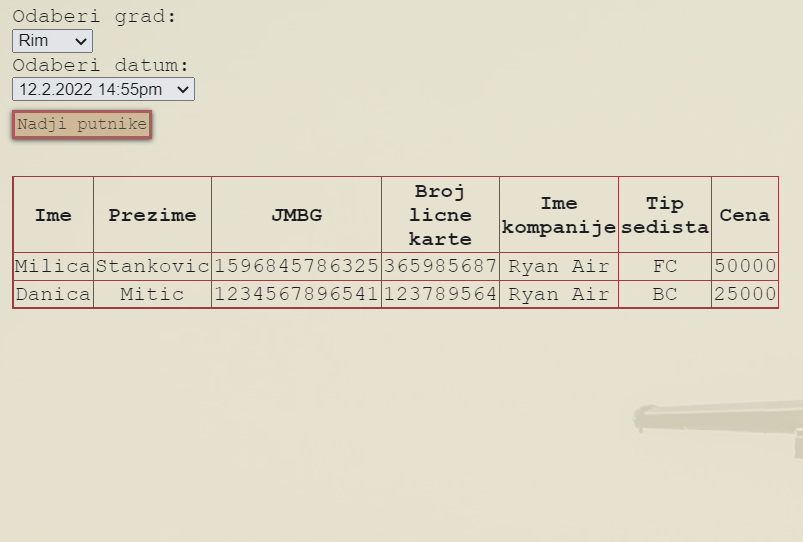 Odaberi grad:
Rim
Odaberi datum:
12.2.2022 14:55pm
Nadji putnike
Ime Prezime JMBG Broj licne karte Ime kompanije Tip sedista Cena
Milica Stankovic 1596845786325 365985687 Ryan Air FC 50000
Danica Mitic 1234567896541 123789564 Ryan Air BC 25000